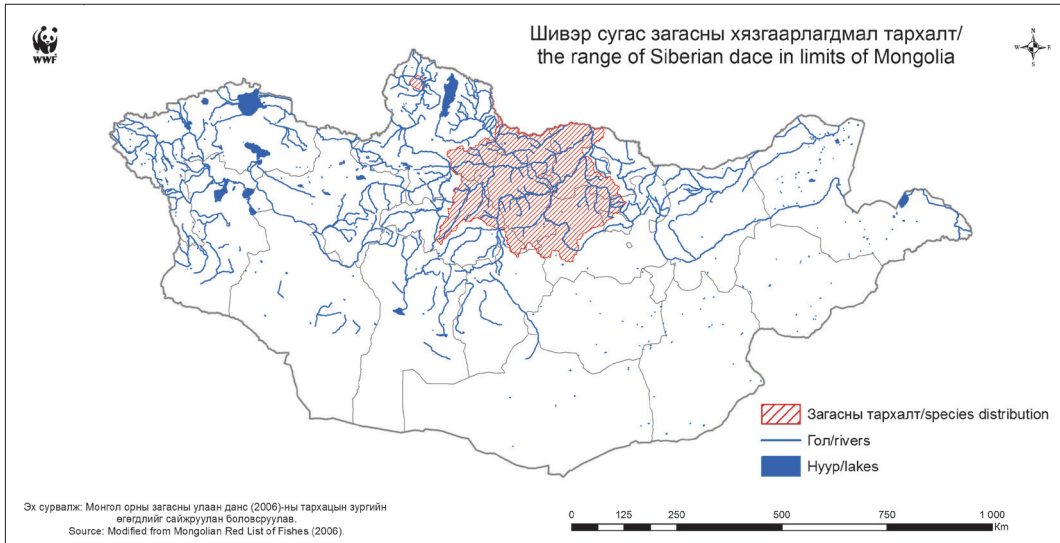 WWF
Шивэр сугас загасны хязгаарлагдмал тархалт/
the range of Siberian dace in limits of Mongolia
N
W E
S
Загасны тархалт/species distribution
Гол/rivers
Нуур/lakes
Эх сурвалж: Монгол орны загасны улаан данс (2006)-ны тархацын зургийн
өгөгдлийг сайжруулан боловсруулав.
Source: Modified from Mongolian Red List of Fishes (2006).
0 125 250 500 750 1 000
Km